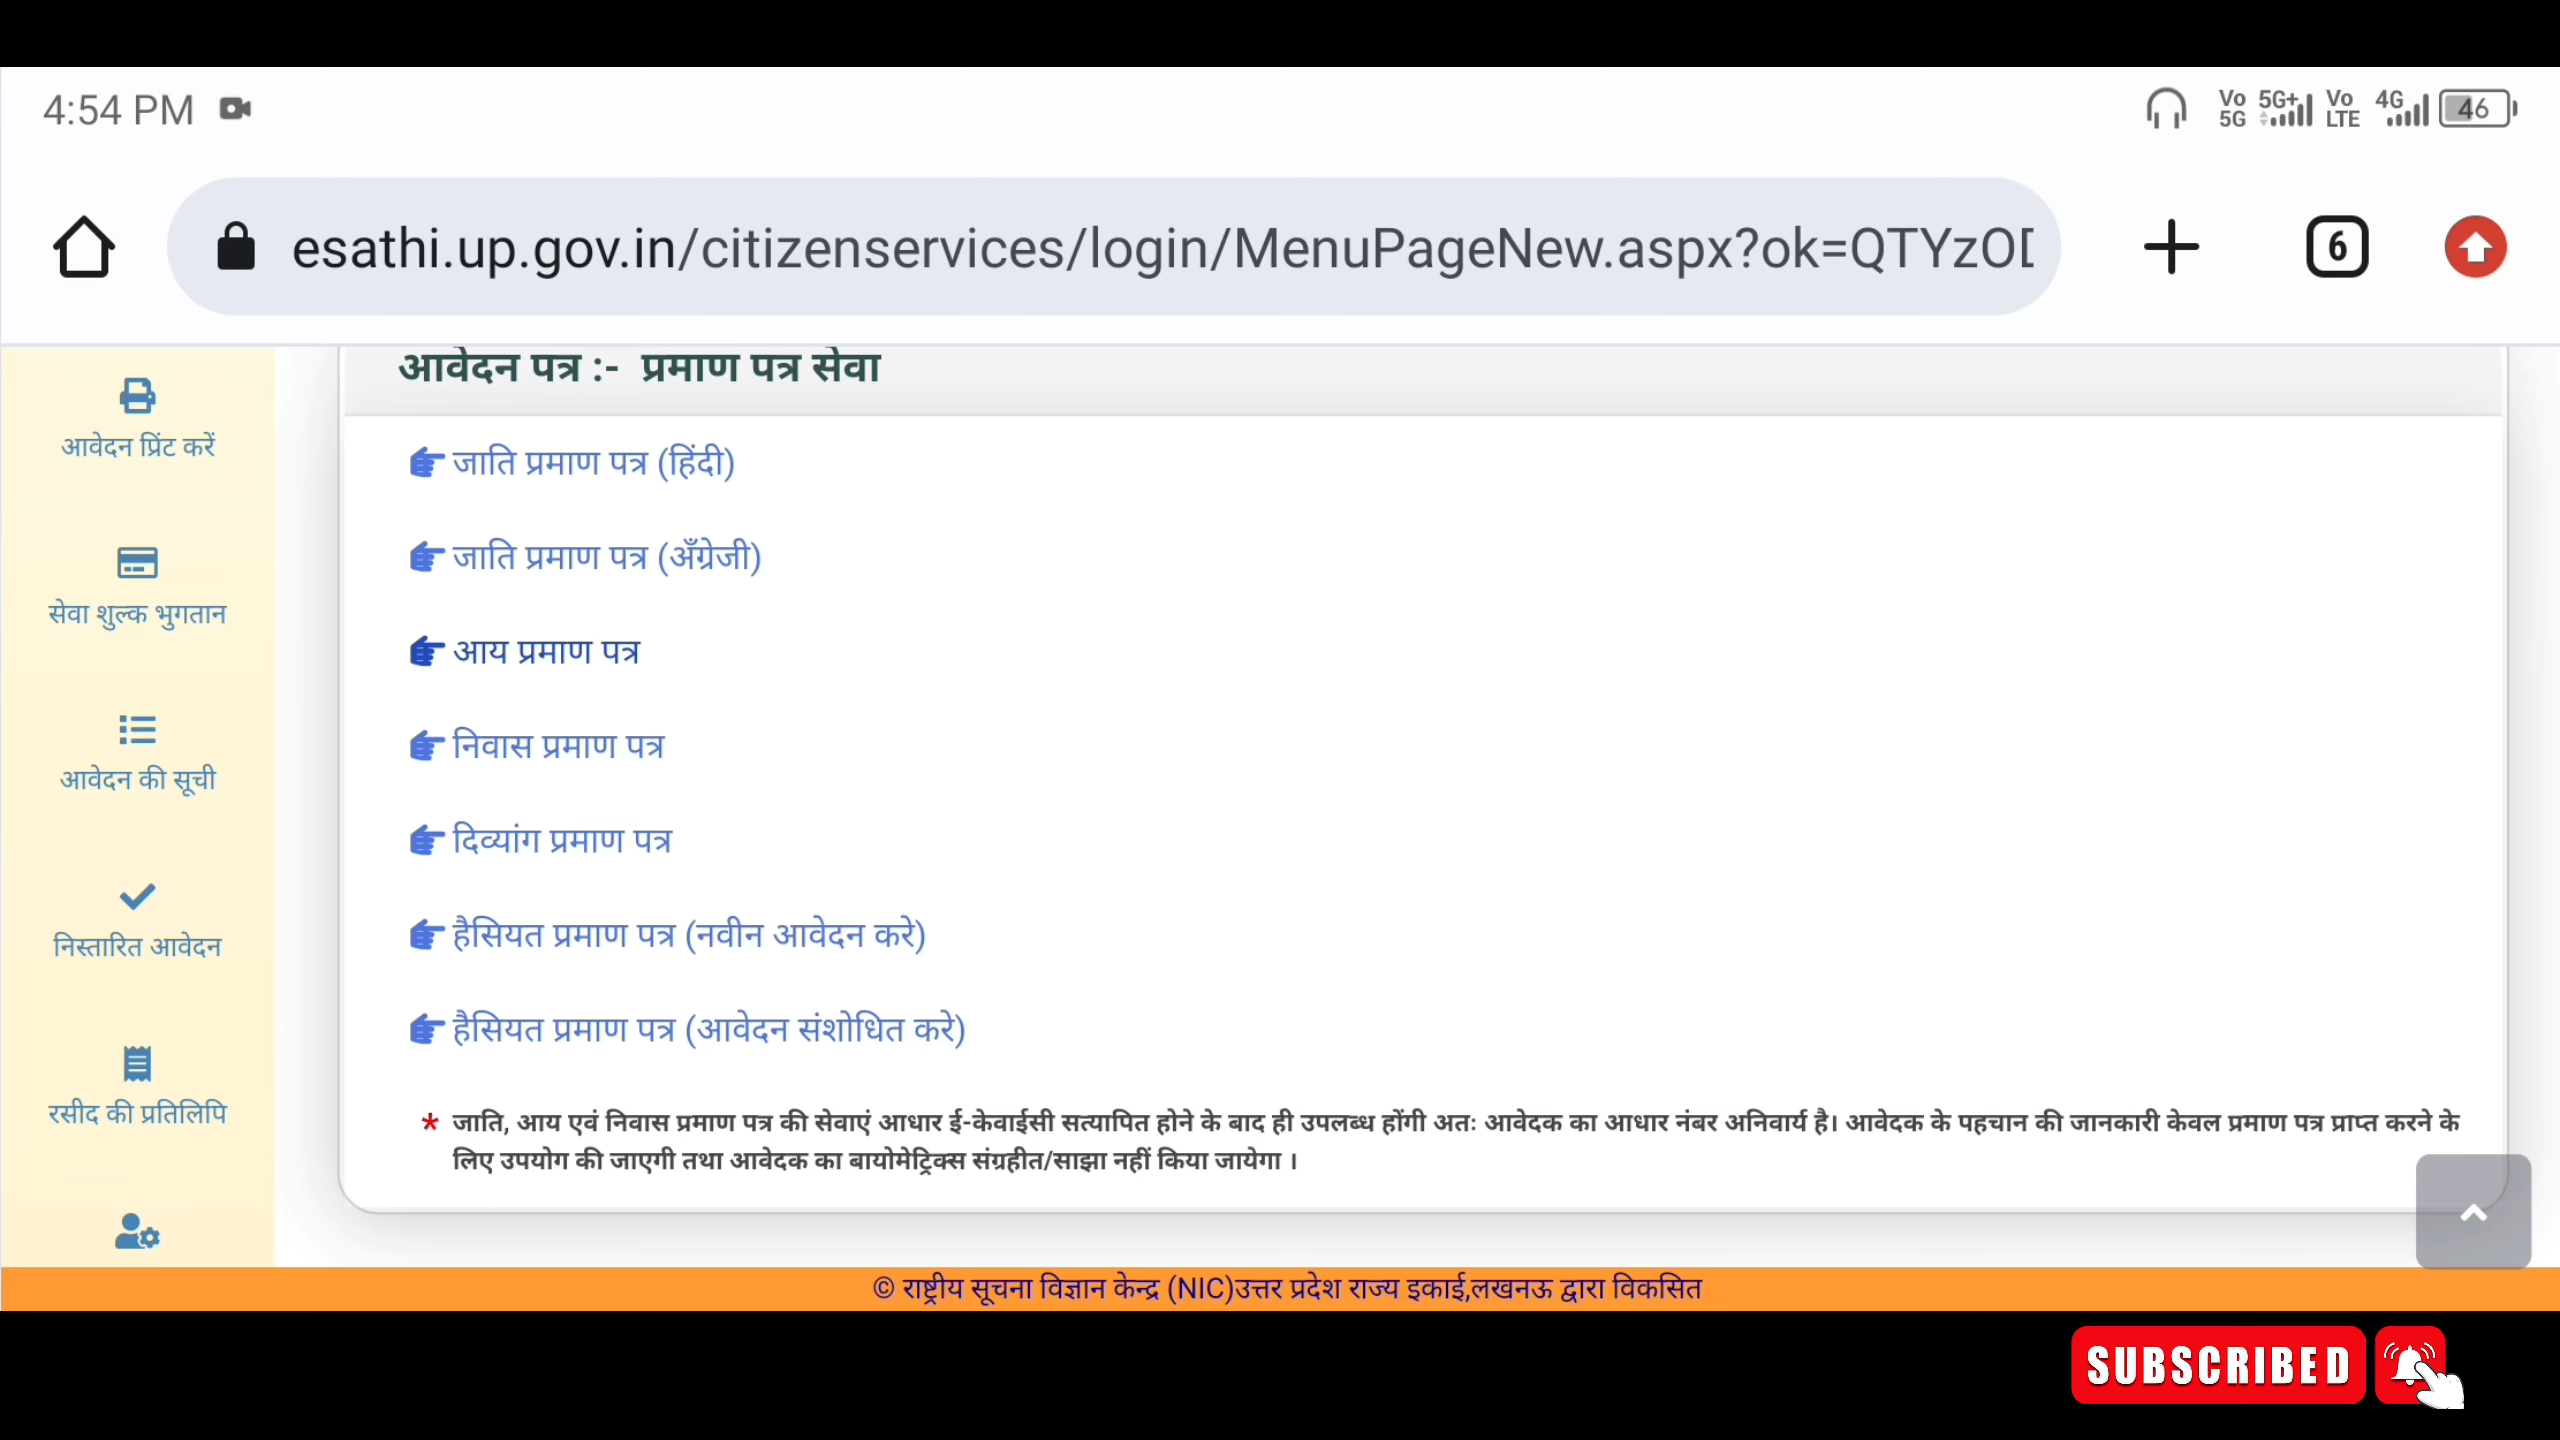 4:54 PM
Vo 5G 5G+ Vo LTE 4G 46
esathi.up.gov.in/citizenservices/login/MenuPageNew.aspx?ok=QTYzO
6
आवेदन पत्र :- प्रमाण पत्र सेवा
आवेदन प्रिंट करें
सेवा शुल्क भुगतान
आवेदन की सूची
निस्तारित आवेदन
रसीद की प्रतिलिपि
जाति प्रमाण पत्र (हिंदी)
जाति प्रमाण पत्र (अँग्रेजी)
आय प्रमाण पत्र
निवास प्रमाण पत्र
दिव्यांग प्रमाण पत्र
हैसियत प्रमाण पत्र (नवीन आवेदन करे)
हैसियत प्रमाण पत्र (आवेदन संशोधित करे)
* जाति, आय एवं निवास प्रमाण पत्र की सेवाएं आधार ई-केवाईसी सत्यापित होने के बाद ही उपलब्ध होंगी अतः आवेदक का आधार नंबर अनिवार्य है। आवेदक के पहचान की जानकारी केवल प्रमाण पत्र प्राप्त करने के
लिए उपयोग की जाएगी तथा आवेदक का बायोमेट्रिक्स संग्रहीत/साझा नहीं किया जायेगा ।
© राष्ट्रीय सूचना विज्ञान केन्द्र (NIC)उत्तर प्रदेश राज्य इकाई,लखनऊ द्वारा विकसित
SUBSCRIBED